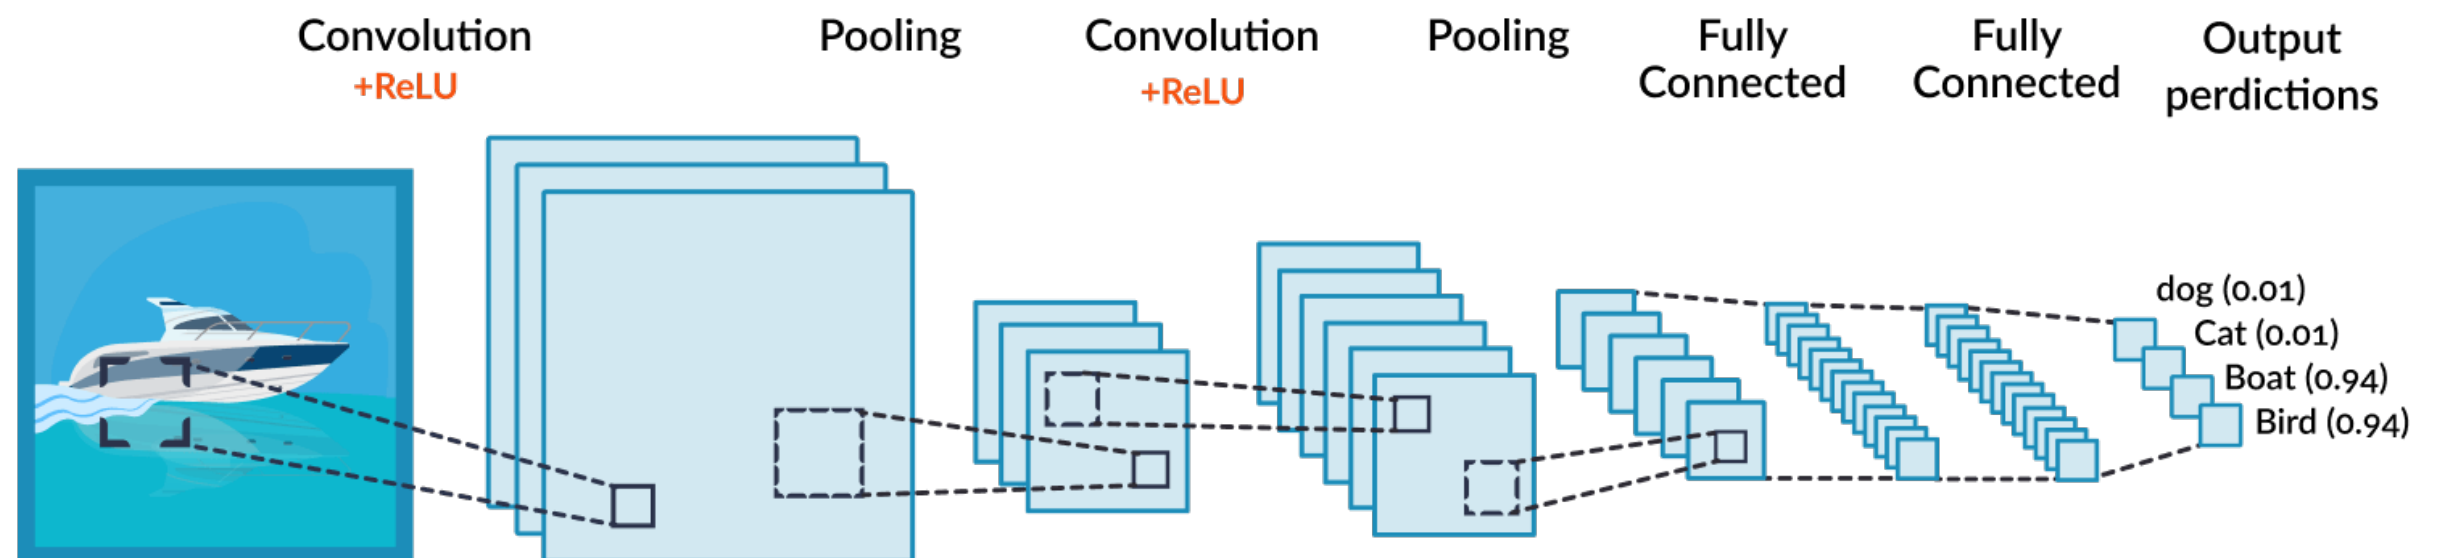 Convolution
+ReLU
Pooling
Convolution
+ReLU
Pooling
Fully
Connected
Fully
Connected
Output
perdictions
dog (0.01)
Cat (0.01)
Boat (0.94)
Bird (0.94)